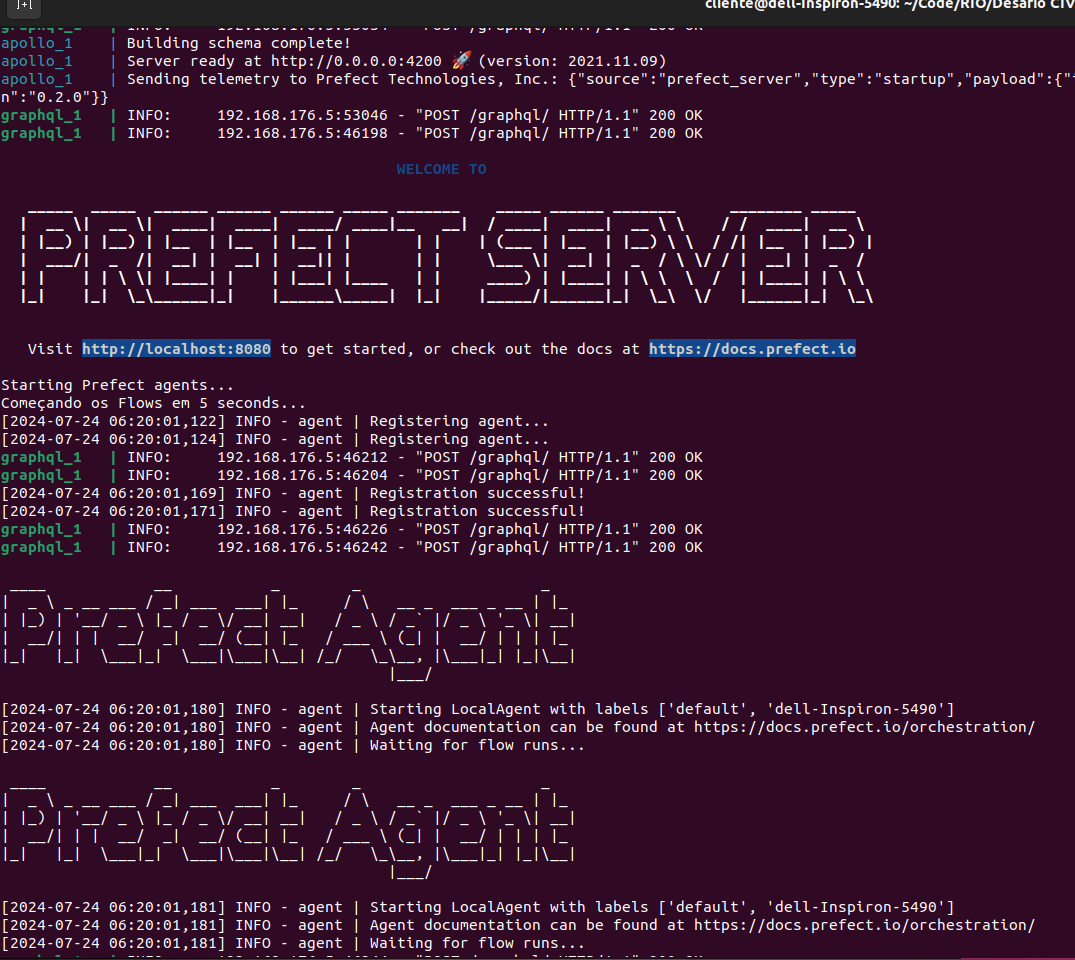 cliente@dell-Inspiron-5490: ~/Code/RIO/Desafio CIV
graphql_1 | INFO: "POST /graphql/ HTTP/1.1" 200 OK
apollo_1 | Building schema complete!
apollo_1 | Server ready at http://0.0.0.0:4200 🚀 (version: 2021.11.09)
apollo_1 | Sending telemetry to Prefect Technologies, Inc.: {"source":"prefect_server","type":"startup","payload":{"
n":"0.2.0"}}
graphql_1 | INFO: 192.168.176.5:53046 - "POST /graphql/ HTTP/1.1" 200 OK
graphql_1 | INFO: 192.168.176.5:46198 - "POST /graphql/ HTTP/1.1" 200 OK
WELCOME TO
PREFECT SERVER
Visit http://localhost:8080 to get started, or check out the docs at https://docs.prefect.io
Starting Prefect agents...
Começando os Flows em 5 seconds...
[2024-07-24 06:20:01,122] INFO - agent | Registering agent...
[2024-07-24 06:20:01,124] INFO - agent | Registering agent...
graphql_1 | INFO: 192.168.176.5:46212 - "POST /graphql/ HTTP/1.1" 200 OK
graphql_1 | INFO: 192.168.176.5:46204 - "POST /graphql/ HTTP/1.1" 200 OK
[2024-07-24 06:20:01,169] INFO - agent | Registration successful!
[2024-07-24 06:20:01,171] INFO - agent | Registration successful!
graphql_1 | INFO: 192.168.176.5:46226 - "POST /graphql/ HTTP/1.1" 200 OK
graphql_1 | INFO: 192.168.176.5:46242 - "POST /graphql/ HTTP/1.1" 200 OK
Prefect Agent
[2024-07-24 06:20:01,180] INFO - agent | Starting LocalAgent with labels ['default', 'dell-Inspiron-5490']
[2024-07-24 06:20:01,180] INFO - agent | Agent documentation can be found at https://docs.prefect.io/orchestration/
[2024-07-24 06:20:01,180] INFO - agent | Waiting for flow runs...
Prefect Agent
[2024-07-24 06:20:01,181] INFO - agent | Starting LocalAgent with labels ['default', 'dell-Inspiron-5490']
[2024-07-24 06:20:01,181] INFO - agent | Agent documentation can be found at https://docs.prefect.io/orchestration/
[2024-07-24 06:20:01,181] INFO - agent | Waiting for flow runs...